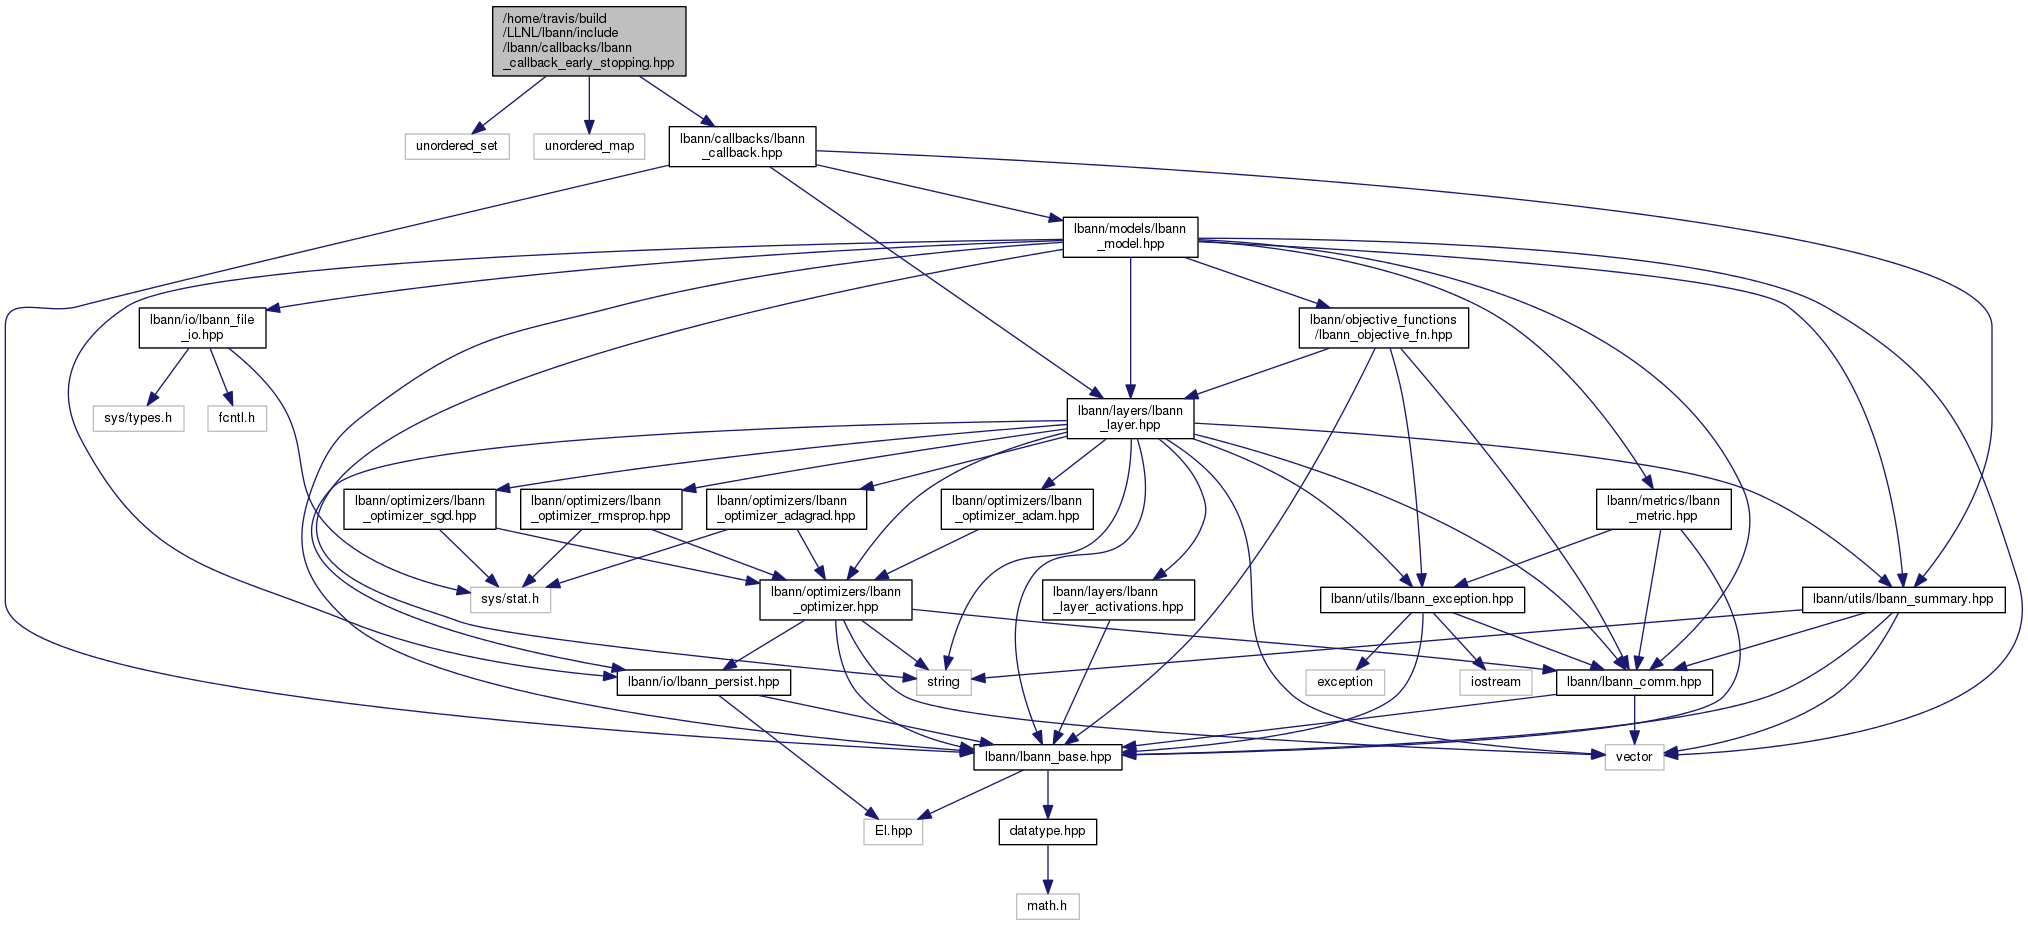 /home/travis/build
/LLNL/lbann/include
/lbann/callbacks/lbann
_callback_early_stopping.hpp
unordered_set
unordered_map
lbann/callbacks/lbann
_callback.hpp
lbann/models/lbann
_model.hpp
lbann/io/lbann_file
_io.hpp
lbann/objective_functions
/lbann_objective_fn.hpp
sys/types.h
fcntl.h
lbann/layers/lbann
_layer.hpp
lbann/optimizers/lbann
_optimizer_sgd.hpp
lbann/optimizers/lbann
_optimizer_rmsprop.hpp
lbann/optimizers/lbann
_optimizer_adagrad.hpp
lbann/optimizers/lbann
_optimizer_adam.hpp
lbann/metrics/lbann
_metric.hpp
sys/stat.h
lbann/optimizers/lbann
_optimizer.hpp
lbann/layers/lbann
_layer_activations.hpp
lbann/utils/lbann_exception.hpp
lbann/utils/lbann_summary.hpp
lbann/io/lbann_persist.hpp
string
exception
iostream
lbann/lbann_comm.hpp
lbann/lbann_base.hpp
vector
El.hpp
datatype.hpp
math.h